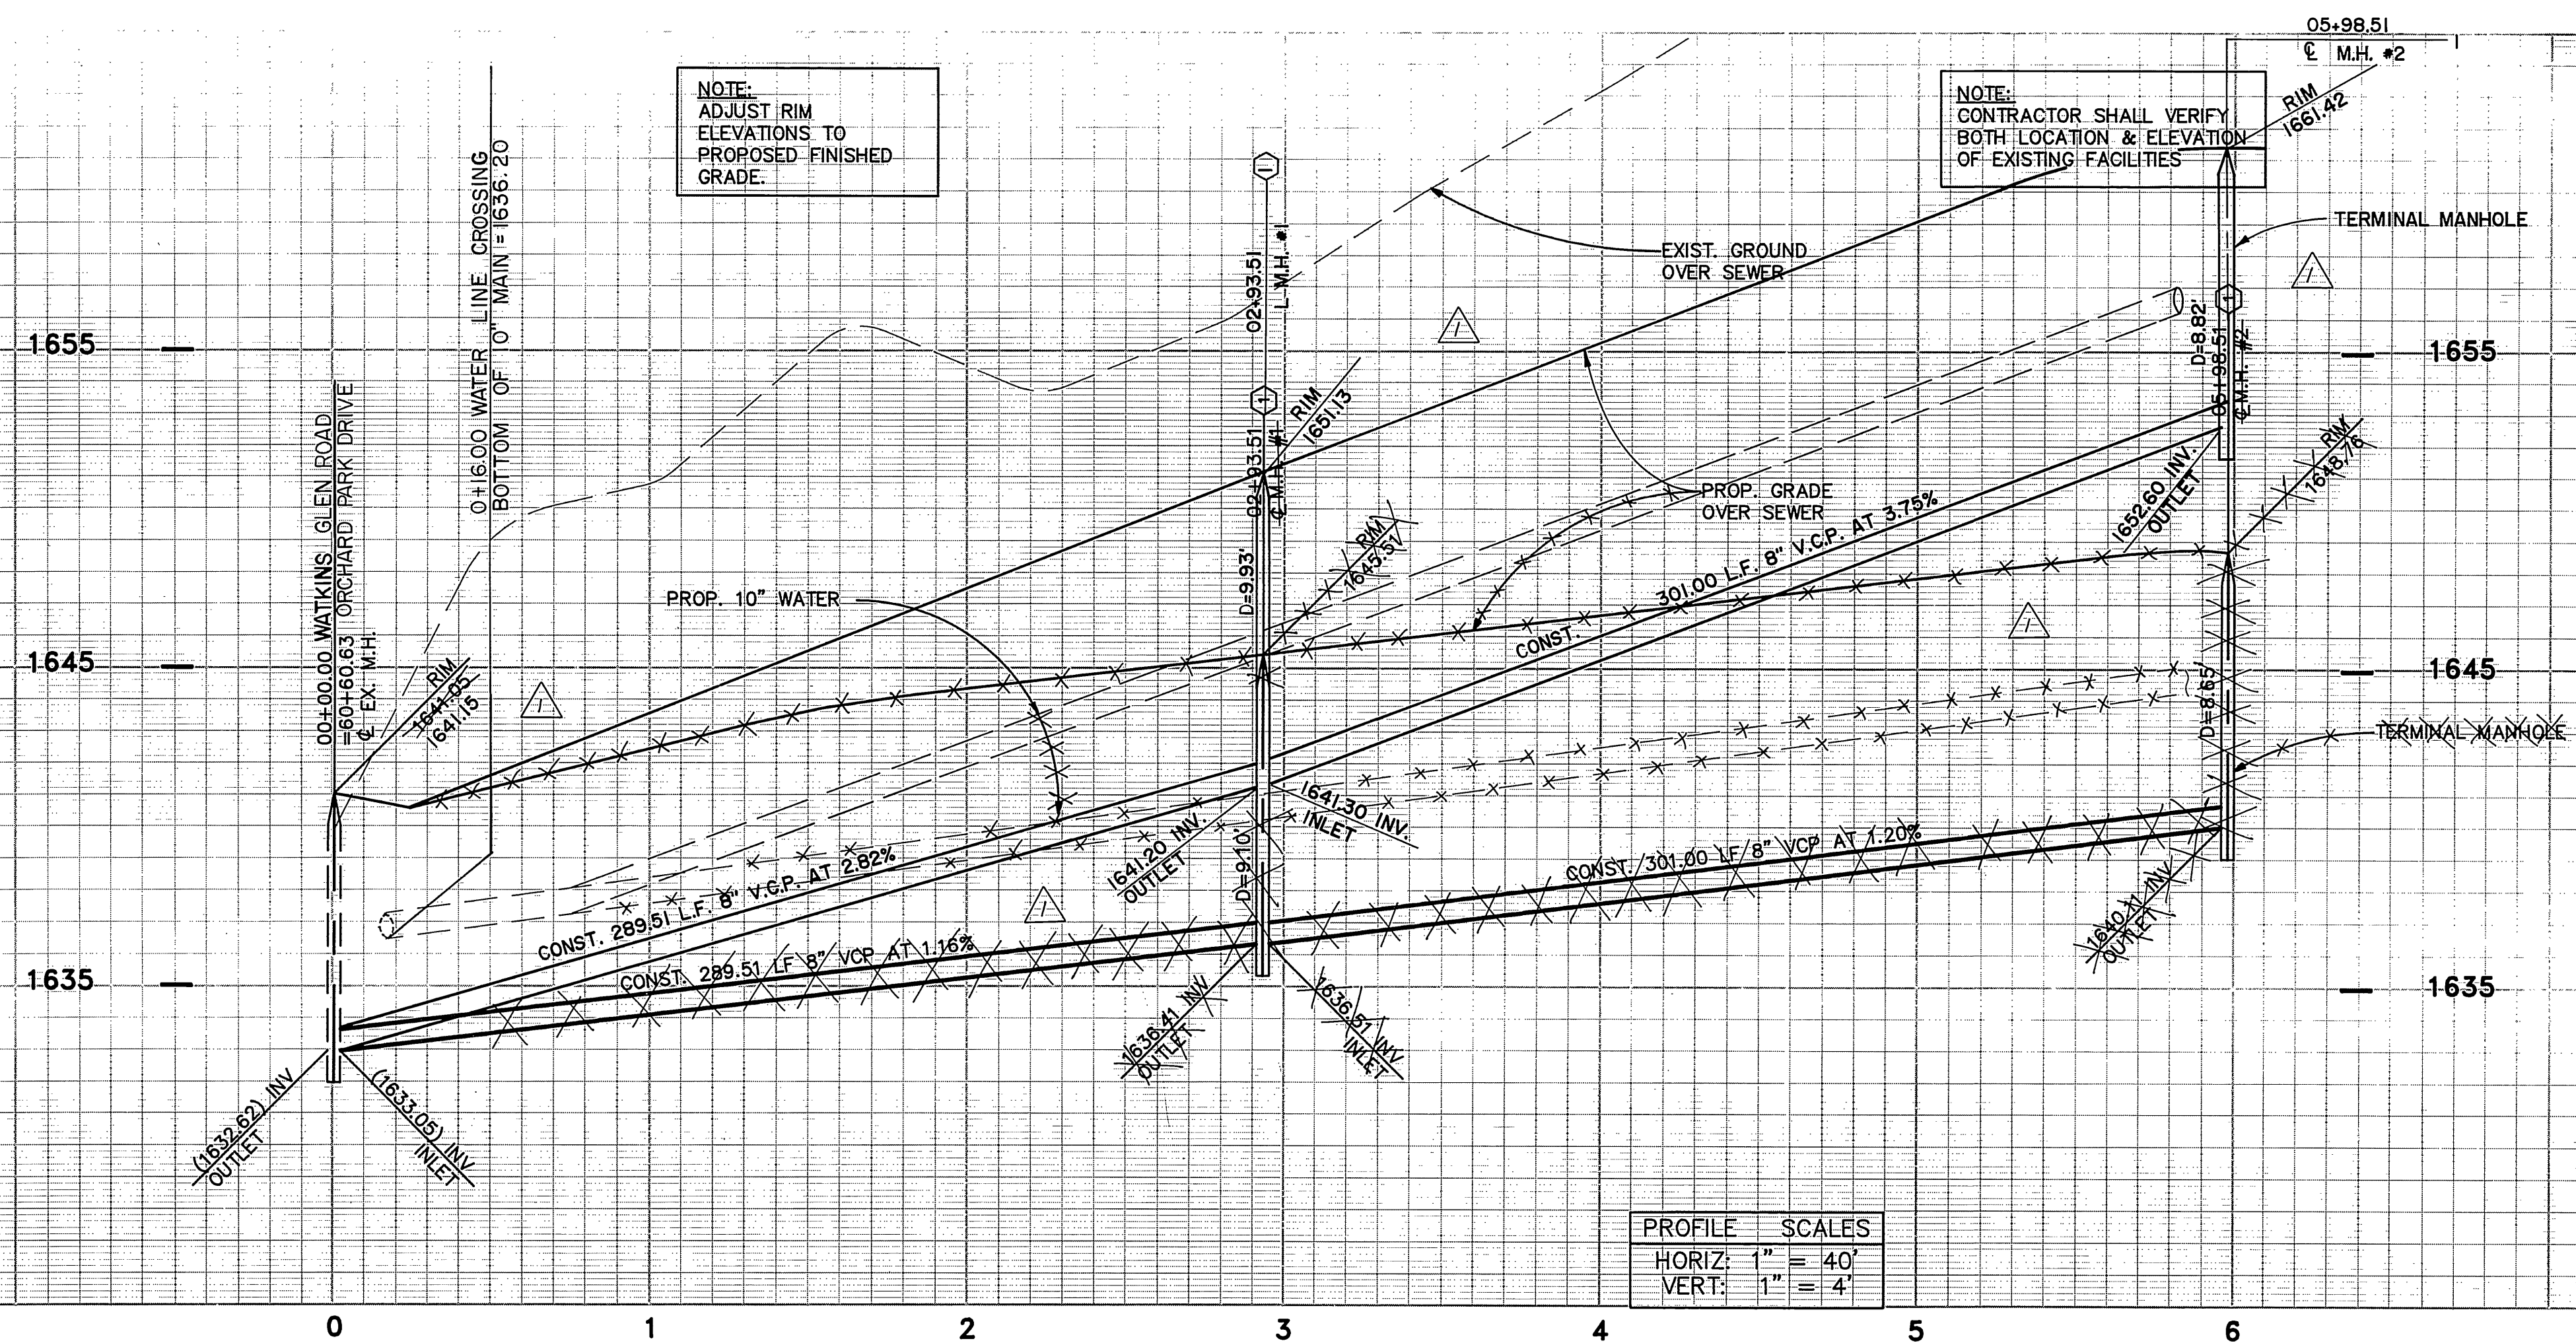 05+98.51
℄ M.H. #2
RIM
1661.42
NOTE:
ADJUST RIM
ELEVATIONS TO
PROPOSED FINISHED
GRADE.
NOTE:
CONTRACTOR SHALL VERIFY
BOTH LOCATION & ELEVATION
OF EXISTING FACILITIES
TERMINAL MANHOLE
0+16.00 WATER LINE CROSSING
BOTTOM OF 0" MAIN = 1636.20
1
02+93.51
L M.H. #1
EXIST. GROUND
OVER SEWER
1
1
1
D=8.82'
05+98.51
℄ M.H. #2
1655
1655
00+00.00 WATKINS GLEN ROAD
=60+60.63 ORCHARD PARK DRIVE
℄ EX. M.H.
1
02+93.51
℄ M.H. #1
RIM
1651.13
RIM
1648.76
PROP. GRADE
OVER SEWER
1652.60 INV.
OUTLET
RIM
1645.51
D=9.93'
CONST. 301.00 L.F. 8" V.C.P. AT 3.75%
PROP. 10" WATER
1
1645
1645
RIM
1641.05
1641.15
1
D=8.65'
TERMINAL MANHOLE
1641.30 INV.
INLET
1641.20 INV.
OUTLET
D=9.10'
CONST. 289.51 L.F. 8" V.C.P. AT 2.82%
1
CONST. 301.00 LF 8" VCP AT 1.20%
CONST. 289.51 LF 8" VCP AT 1.16%
1640.11 INV
OUTLET
1635
1635
1636.41 INV
OUTLET
1636.51 INV
INLET
(1632.62) INV
OUTLET
(1633.05) INV
INLET
PROFILE SCALES
HORIZ: 1" = 40'
VERT: 1" = 4'
0 1 2 3 4 5 6